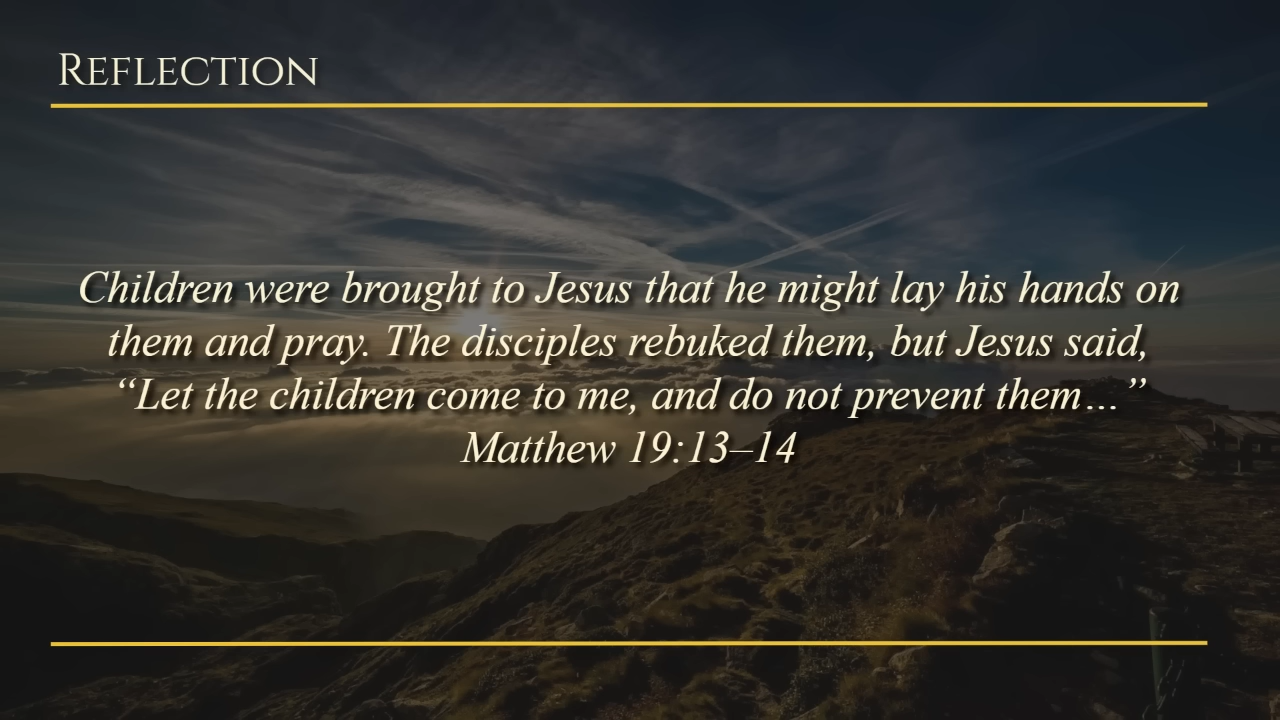 Reflection
Children were brought to Jesus that he might lay his hands on
them and pray. The disciples rebuked them, but Jesus said,
“Let the children come to me, and do not prevent them…”
Matthew 19:13–14